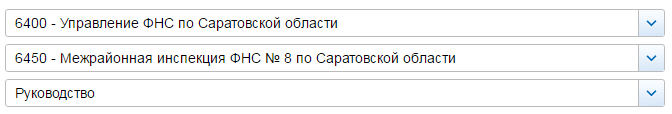 6400 - Управление ФНС по Саратовской области
6450 - Межрайонная инспекция ФНС № 8 по Саратовской области
Руководство